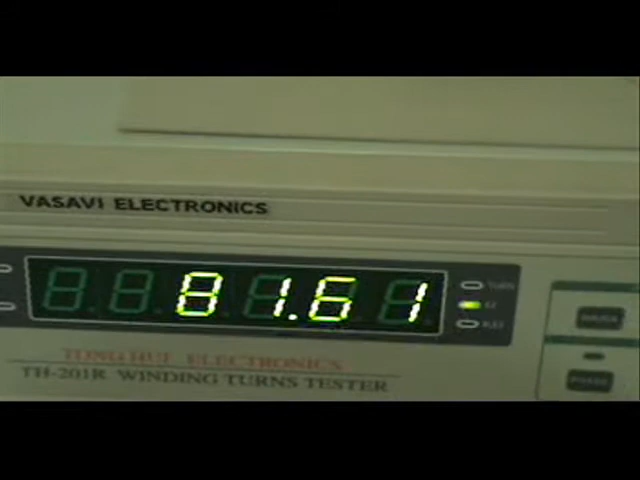 VASAVI ELECTRONICS
81.61
TONGHUI ELECTRONICS
TH-201R WINDING TURNS TESTER